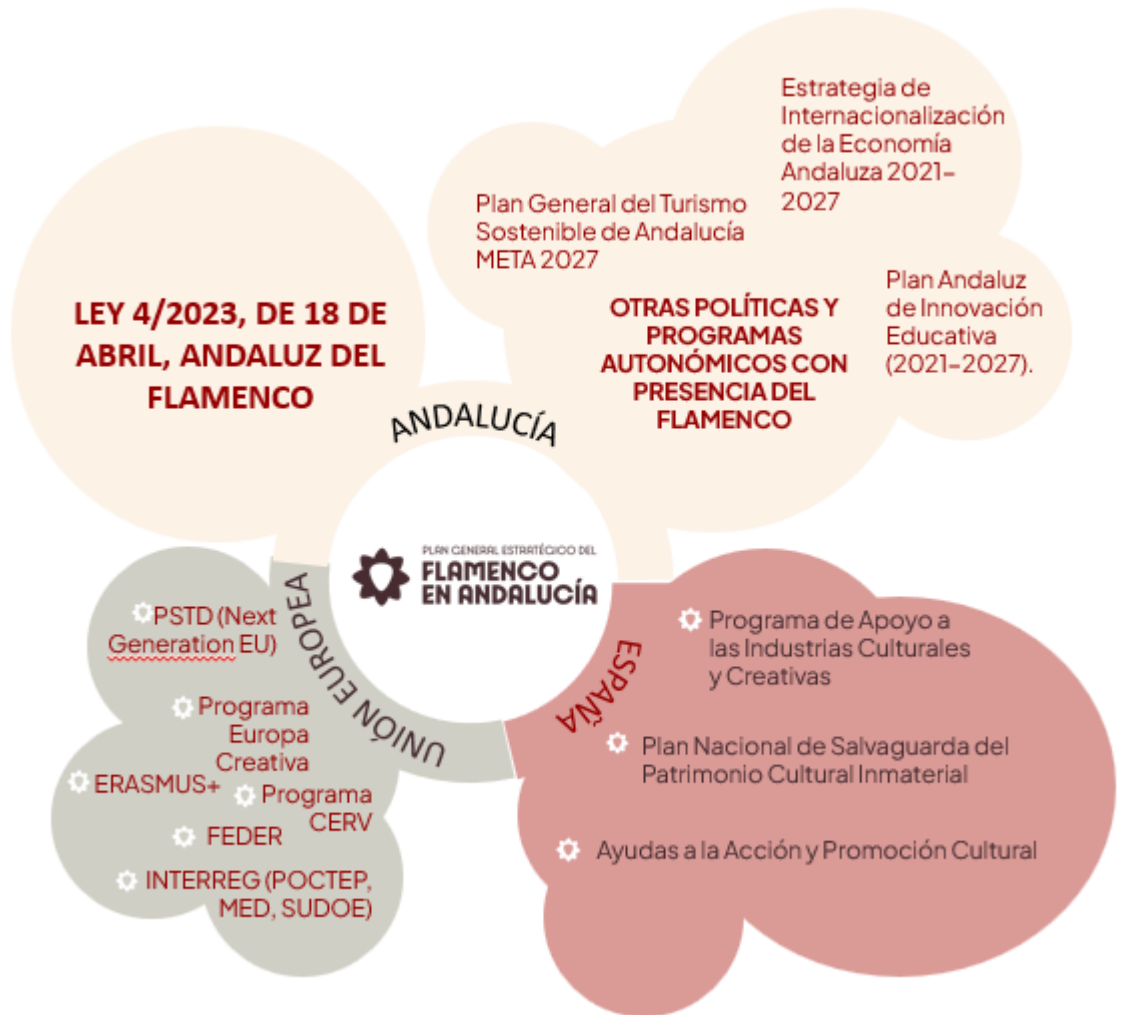 Estrategia de
Internacionalización
de la Economía
Andaluza 2021–
2027
Plan General del Turismo
Sostenible de Andalucía
META 2027
Plan Andaluz
de Innovación
Educativa
(2021–2027).
OTRAS POLÍTICAS Y
PROGRAMAS
AUTONÓMICOS CON
PRESENCIA DEL
FLAMENCO
LEY 4/2023, DE 18 DE
ABRIL, ANDALUZ DEL
FLAMENCO
ANDALUCÍA
PLAN GENERAL ESTRATÉGICO DEL
FLAMENCO
EN ANDALUCÍA
UNIÓN EUROPEA
PSTD (Next
Generation EU)
Programa
Europa
Creativa
ERASMUS+
Programa
CERV
FEDER
INTERREG (POCTEP,
MED, SUDOE)
ESPAÑA
Programa de Apoyo a
las Industrias Culturales
y Creativas
Plan Nacional de Salvaguarda del
Patrimonio Cultural Inmaterial
Ayudas a la Acción y Promoción Cultural